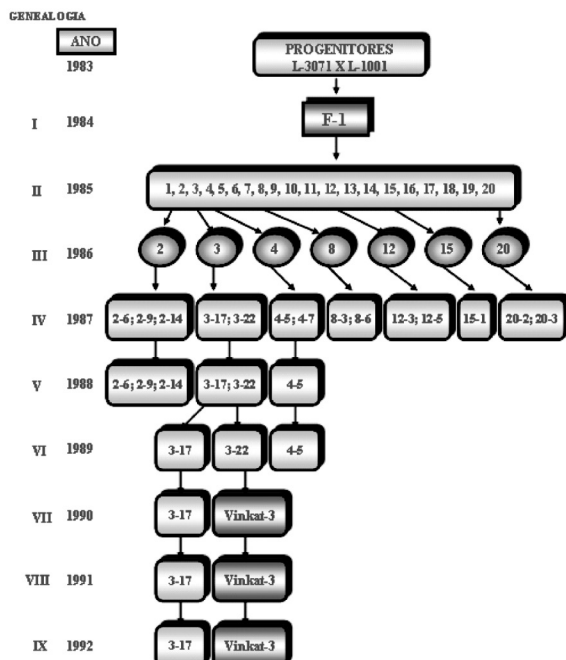 GENEALOGIA
ANO
PROGENITORES
1983
L-3071 X L-1001
I 1984 F-1
II 1985 1, 2, 3, 4, 5, 6, 7, 8, 9, 10, 11, 12, 13, 14, 15, 16, 17, 18, 19, 20
III 1986 2 3 4 8 12 15 20
IV 1987 2-6; 2-9; 2-14 3-17; 3-22 4-5; 4-7 8-3; 8-6 12-3; 12-5 15-1 20-2; 20-3
V 1988 2-6; 2-9; 2-14 3-17; 3-22 4-5
VI 1989 3-17 3-22 4-5
VII 1990 3-17 Vinkat-3
VIII 1991 3-17 Vinkat-3
IX 1992 3-17 Vinkat-3